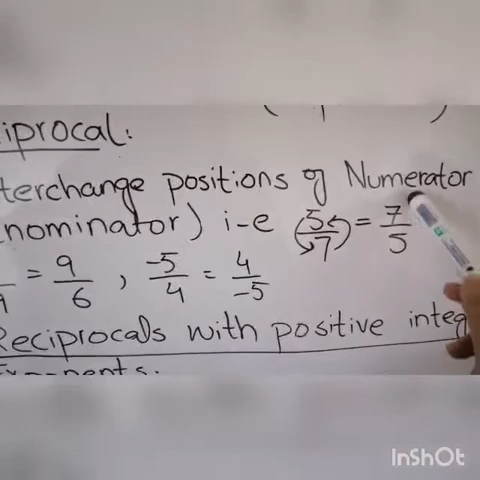 iprocal:
terchange positions of Numerator
nominator) i-e (5/7) = 7/5
= 9/6 , -5/4 = 4/-5
Reciprocals with positive integ
InShOt